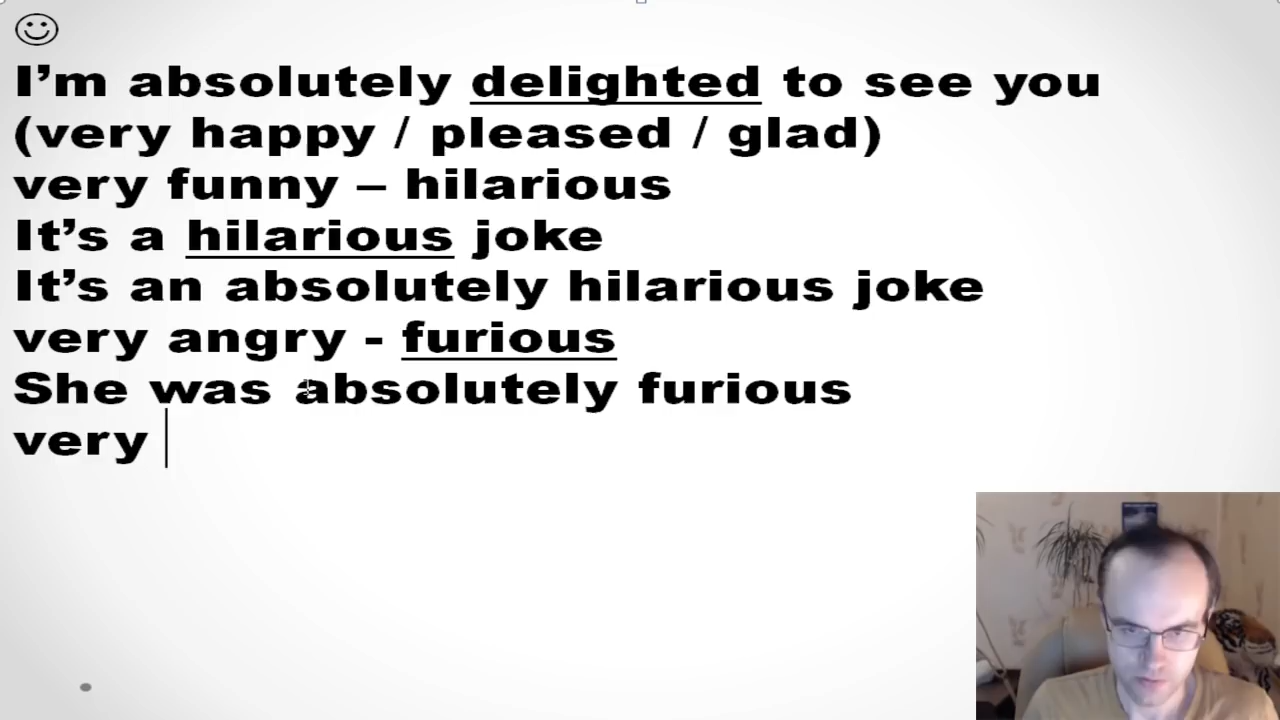 I’m absolutely delighted to see you
(very happy / pleased / glad)
very funny – hilarious
It’s a hilarious joke
It’s an absolutely hilarious joke
very angry - furious
She was absolutely furious
very